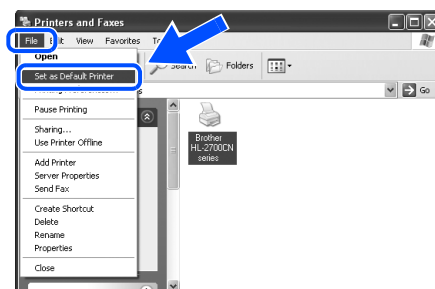 Printers and Faxes
File Edit View Favorites
Open
Search Folders
Set as Default Printer
Go
Pause Printing
Sharing...
Use Printer Offline
Add Printer
Server Properties
Send Fax
Create Shortcut
Delete
Rename
Properties
Close
Brother
HL-2700CN
series